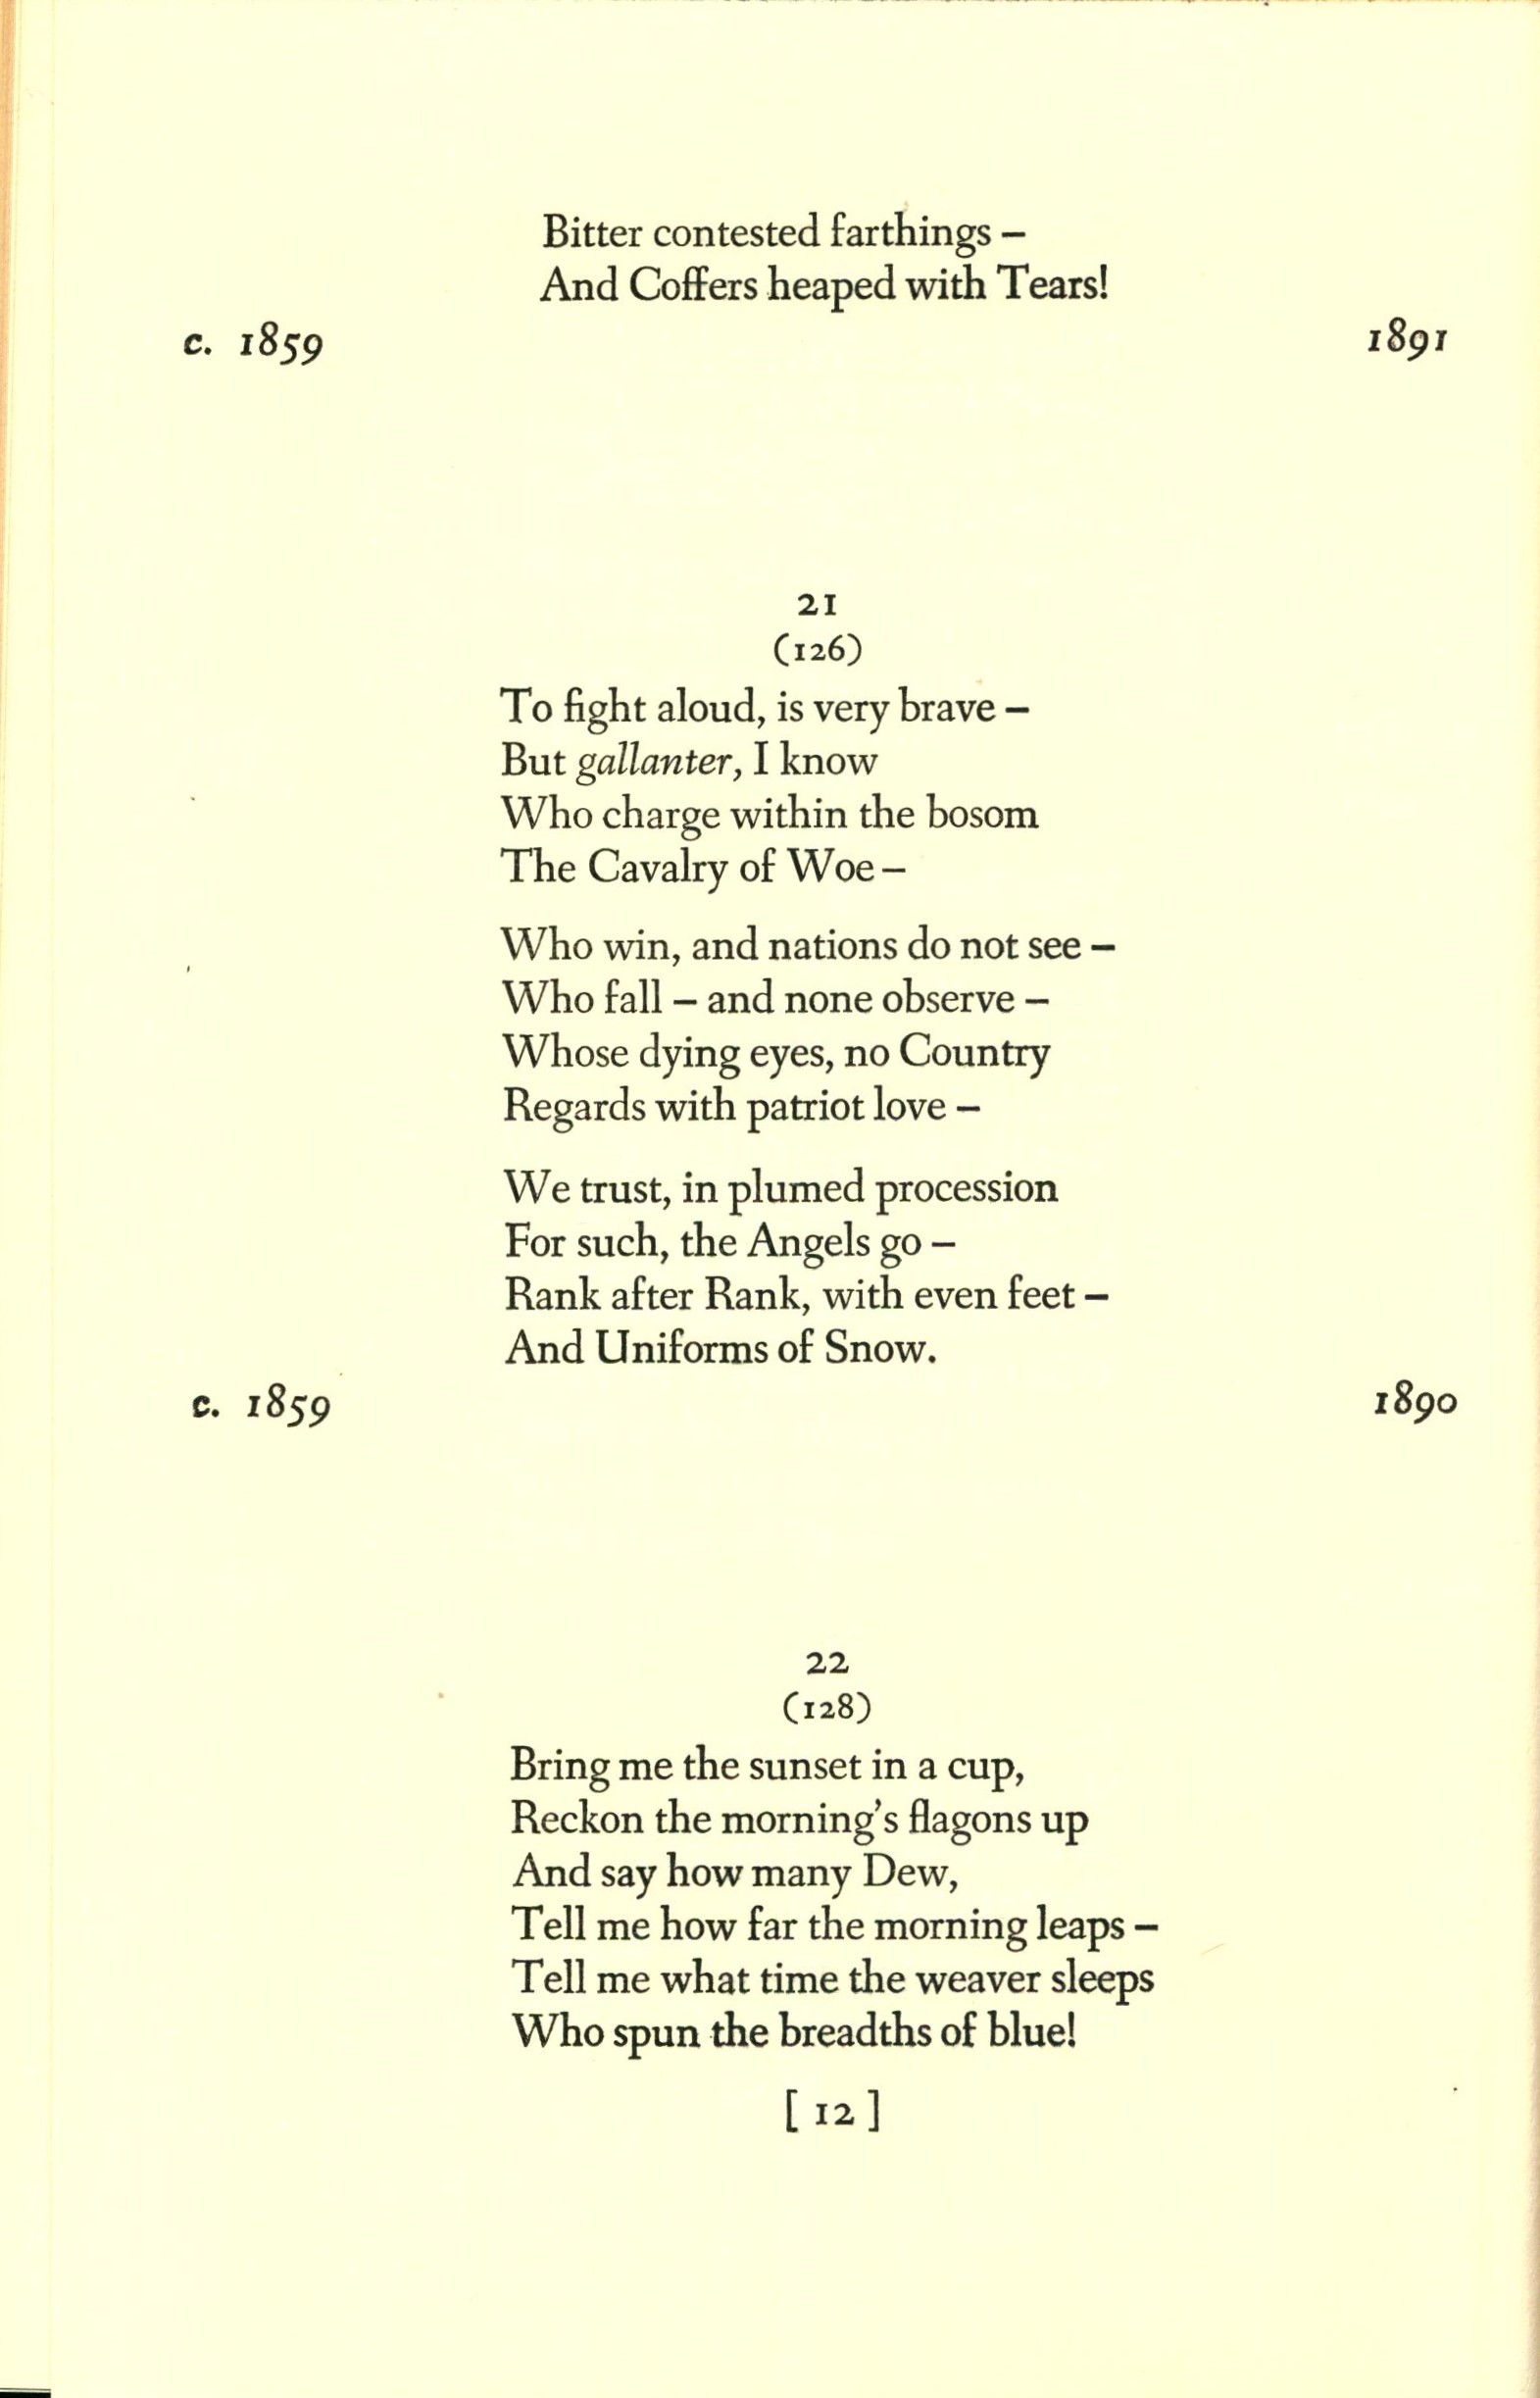 Bitter contested farthings –
And Coffers heaped with Tears!
c. 1859 1891
21
(126)
To fight aloud, is very brave –
But gallanter, I know
Who charge within the bosom
The Cavalry of Woe –
Who win, and nations do not see –
Who fall – and none observe –
Whose dying eyes, no Country
Regards with patriot love –
We trust, in plumed procession
For such, the Angels go –
Rank after Rank, with even feet –
And Uniforms of Snow.
c. 1859 1890
22
(128)
Bring me the sunset in a cup,
Reckon the morning's flagons up
And say how many Dew,
Tell me how far the morning leaps –
Tell me what time the weaver sleeps
Who spun the breadths of blue!
[ 12 ]